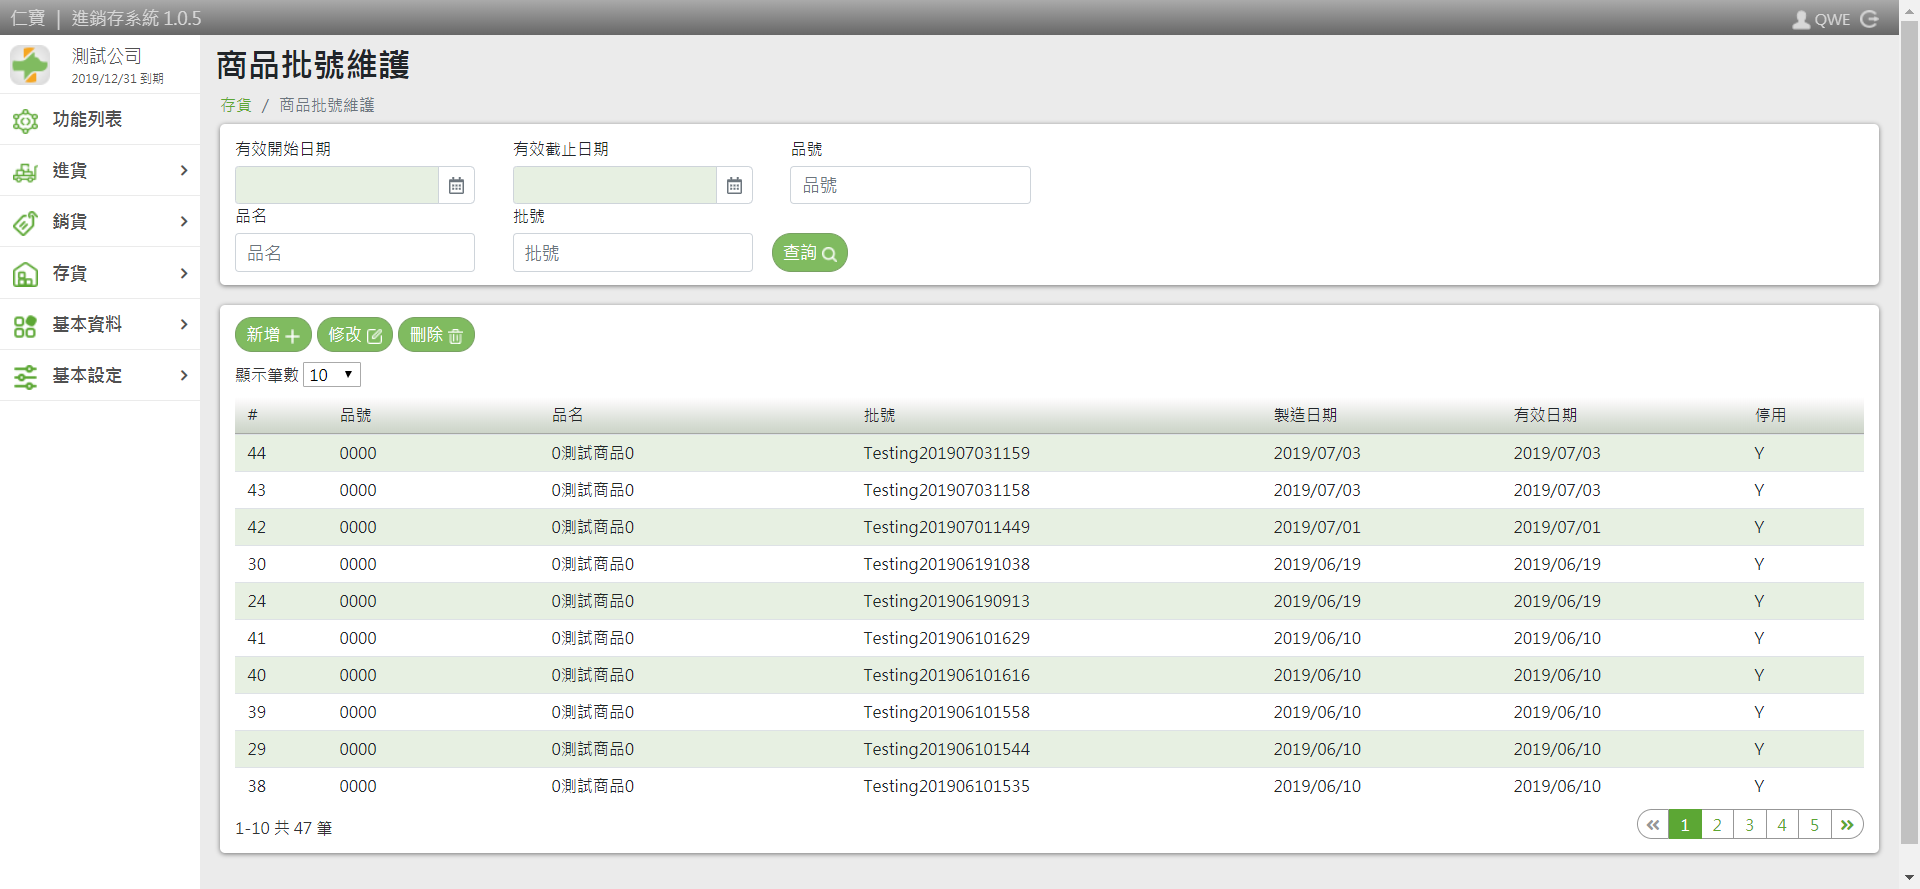 仁寶 | 進銷存系統 1.0.5
QWE
測試公司
2019/12/31 到期
功能列表
進貨
銷貨
存貨
基本資料
基本設定
商品批號維護
存貨 / 商品批號維護
有效開始日期 有效截止日期 品號
品號
品名 批號
品名 批號 查詢
新增 修改 刪除
顯示筆數 10
# 品號 品名 批號 製造日期 有效日期 停用
44 0000 0測試商品0 Testing201907031159 2019/07/03 2019/07/03 Y
43 0000 0測試商品0 Testing201907031158 2019/07/03 2019/07/03 Y
42 0000 0測試商品0 Testing201907011449 2019/07/01 2019/07/01 Y
30 0000 0測試商品0 Testing201906191038 2019/06/19 2019/06/19 Y
24 0000 0測試商品0 Testing201906190913 2019/06/19 2019/06/19 Y
41 0000 0測試商品0 Testing201906101629 2019/06/10 2019/06/10 Y
40 0000 0測試商品0 Testing201906101616 2019/06/10 2019/06/10 Y
39 0000 0測試商品0 Testing201906101558 2019/06/10 2019/06/10 Y
29 0000 0測試商品0 Testing201906101544 2019/06/10 2019/06/10 Y
38 0000 0測試商品0 Testing201906101535 2019/06/10 2019/06/10 Y
1-10 共 47 筆
« 1 2 3 4 5 »